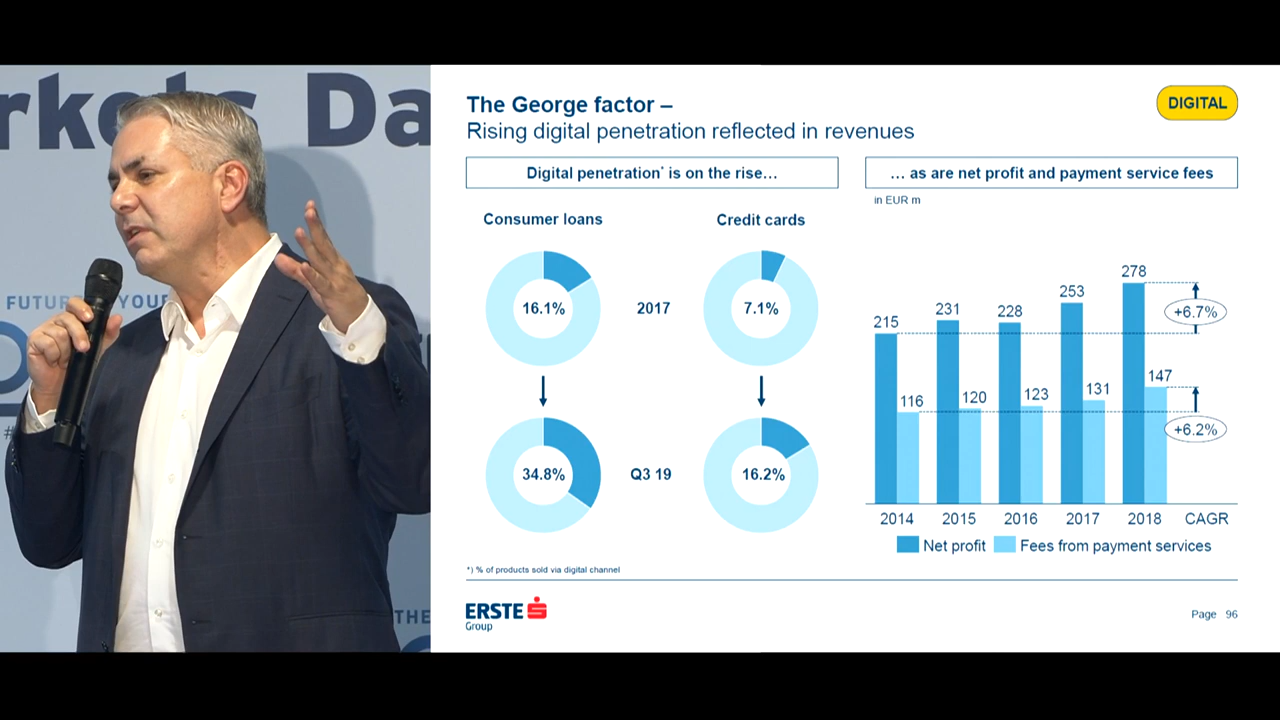 rkets Da
FUTUR
YOUR
#
THE
The George factor –
Rising digital penetration reflected in revenues
DIGITAL
Digital penetration* is on the rise…
… as are net profit and payment service fees
in EUR m
Consumer loans
Credit cards
16.1%
2017
7.1%
34.8%
Q3 19
16.2%
215
231
228
253
278
116
120
123
131
147
+6.7%
+6.2%
2014
2015
2016
2017
2018
CAGR
Net profit
Fees from payment services
*) % of products sold via digital channel
ERSTE
Group
Page 96